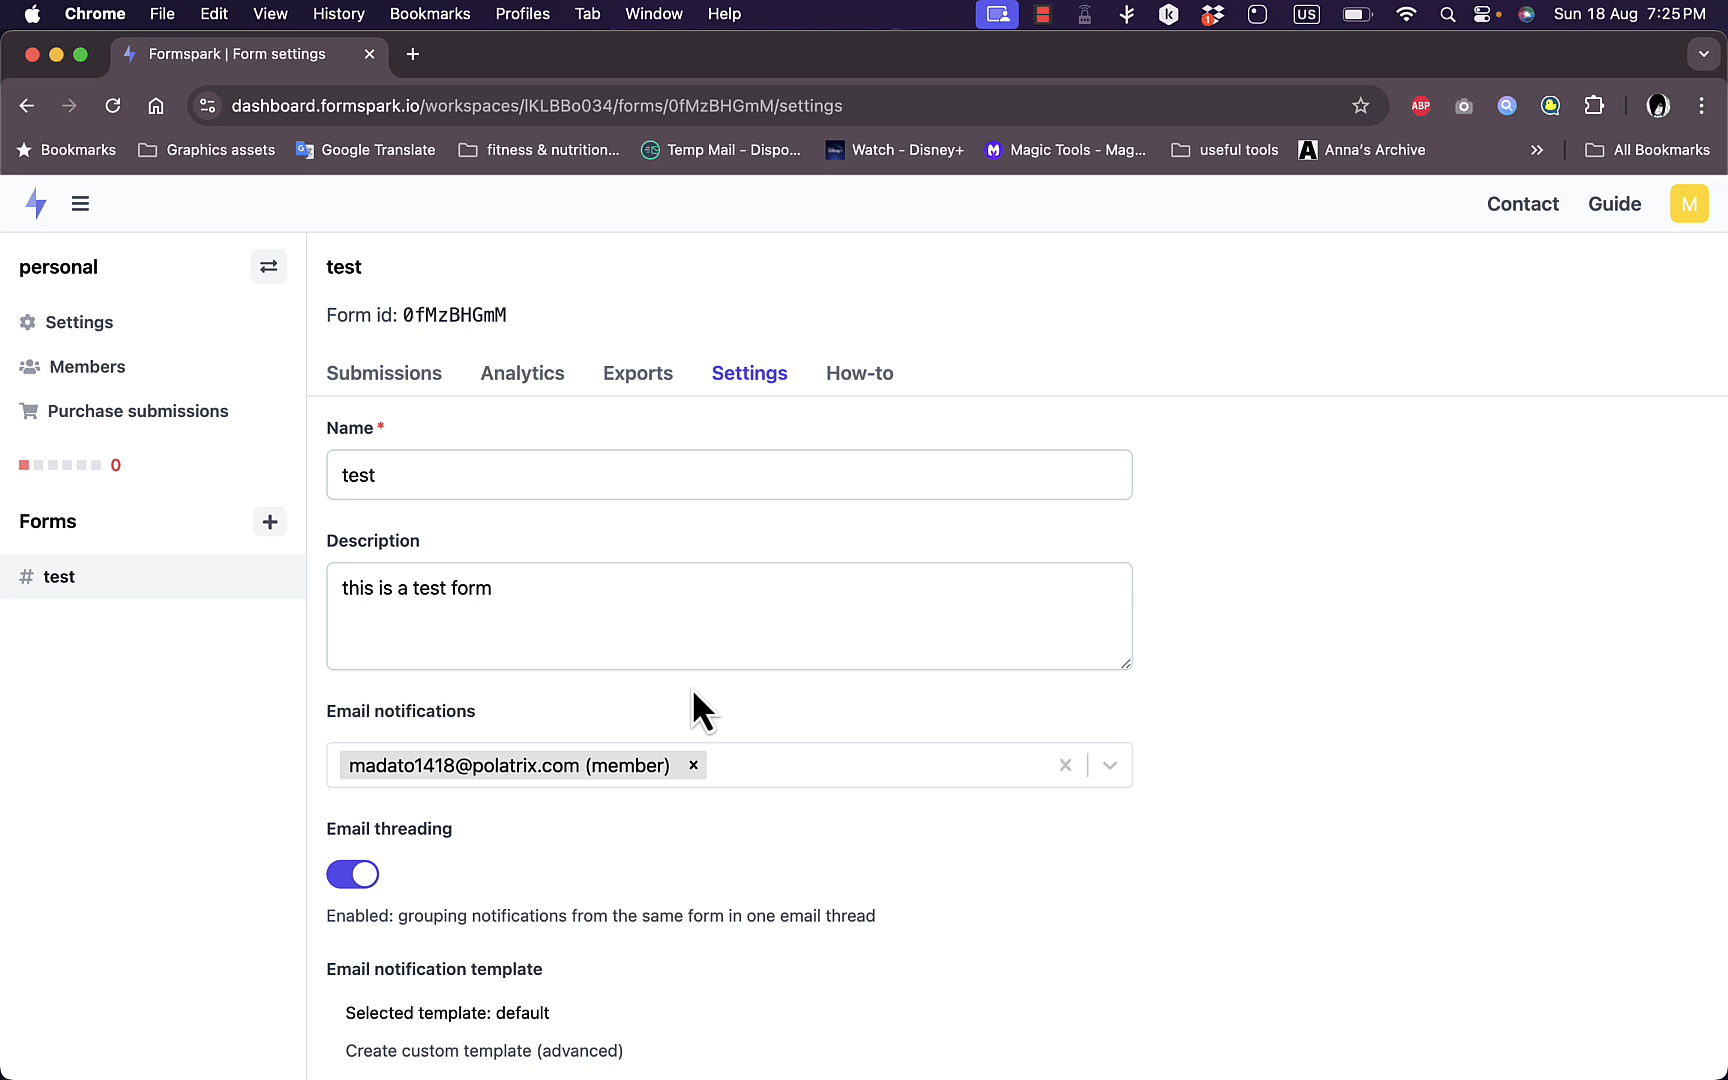 Chrome File Edit View History Bookmarks Profiles Tab Window Help US Sun 18 Aug 7:25 PM
Formspark | Form settings
dashboard.formspark.io/workspaces/lKLBBo034/forms/0fMzBHGmM/settings ABP
Bookmarks Graphics assets Google Translate fitness & nutrition... Temp Mail - Dispo... Watch - Disney+ Magic Tools - Mag... useful tools Anna's Archive All Bookmarks
Contact Guide M
personal
Settings
Members
Purchase submissions
0
Forms
# test
test
Form id: 0fMzBHGmM
Submissions Analytics Exports Settings How-to
Name *
test
Description
this is a test form
Email notifications
madato1418@polatrix.com (member)
Email threading
Enabled: grouping notifications from the same form in one email thread
Email notification template
Selected template: default
Create custom template (advanced)